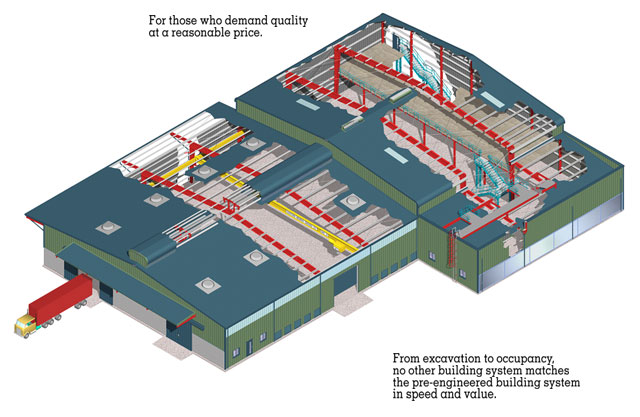 For those who demand quality
at a reasonable price.
From excavation to occupancy,
no other building system matches
the pre-engineered building system
in speed and value.